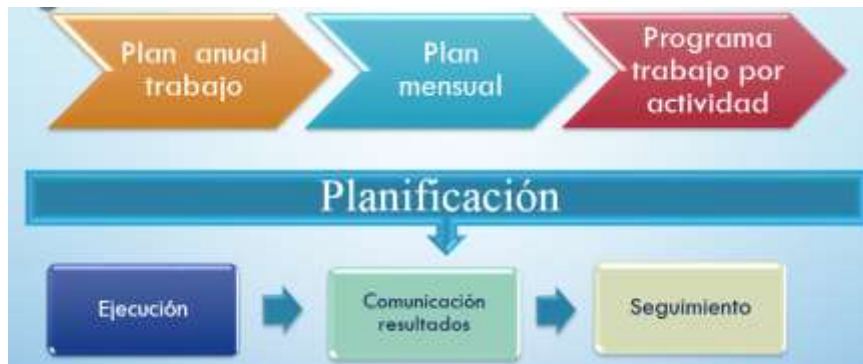 Plan anual
trabajo
Plan
mensual
Programa
trabajo por
actividad
Planificación
Ejecución
Comunicación
resultados
Seguimiento